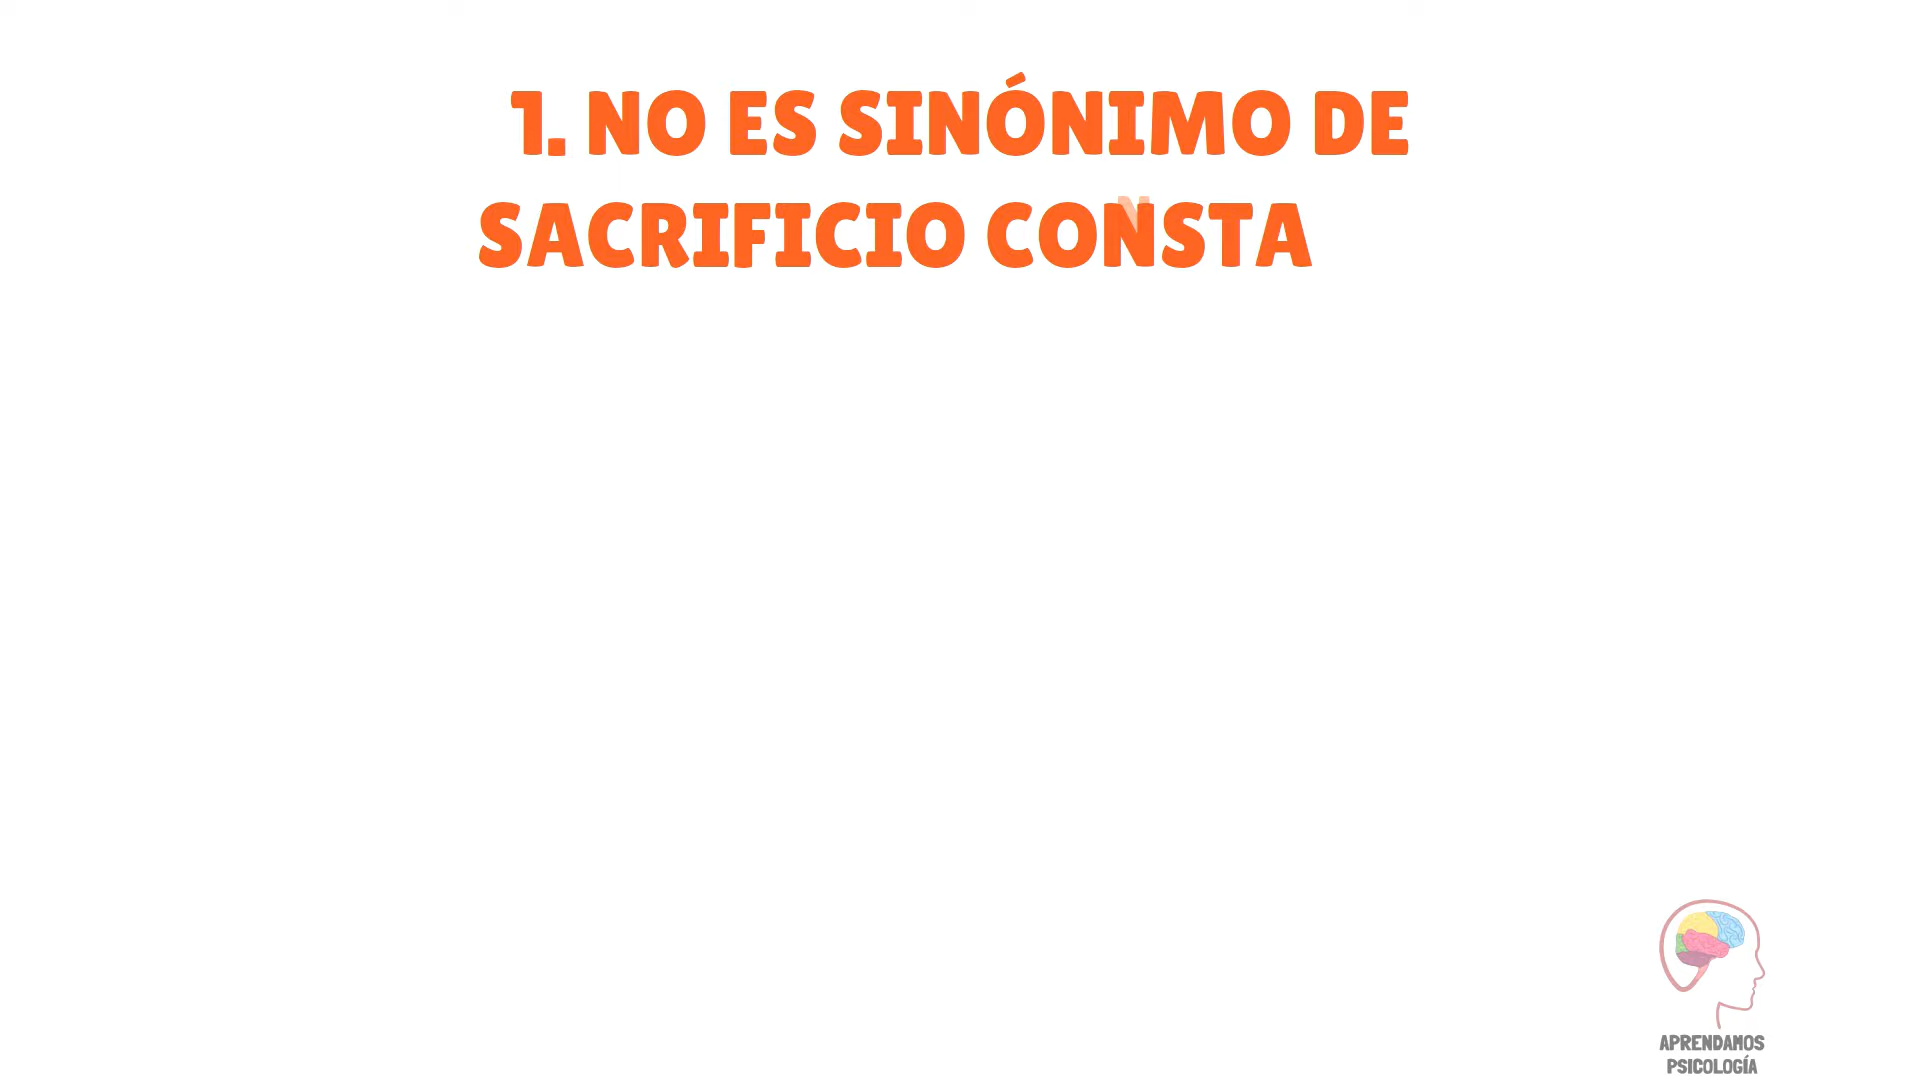 1. NO ES SINÓNIMO DE
SACRIFICIO CONSTA
APRENDAMOS
PSICOLOGÍA